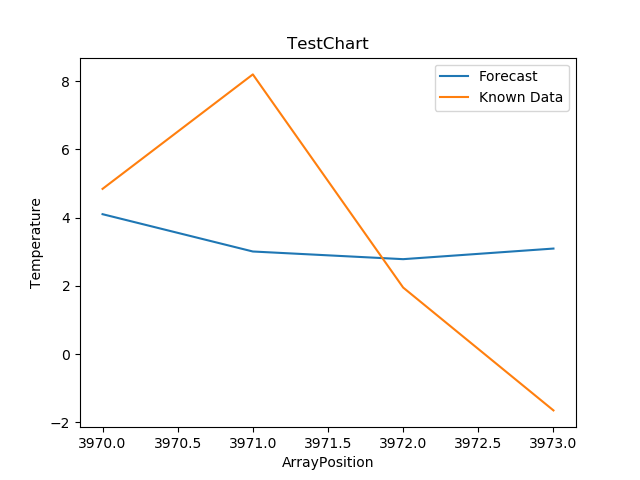 TestChart
Forecast
Known Data
Temperature
8
6
4
2
0
−2
3970.0 3970.5 3971.0 3971.5 3972.0 3972.5 3973.0
ArrayPosition